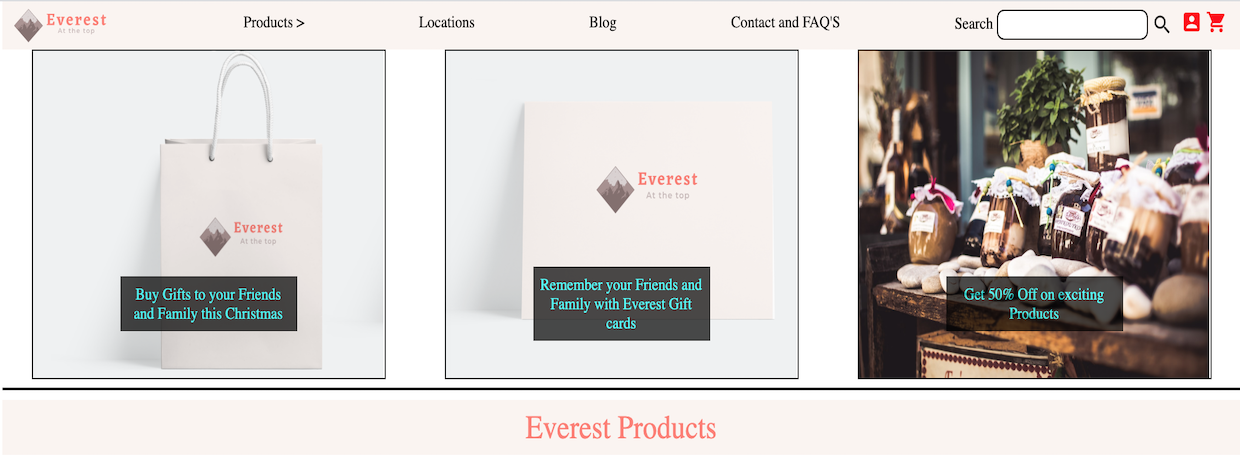 Everest
At the top
Products >
Locations
Blog
Contact and FAQ'S
Search
Everest
At the top
Buy Gifts to your Friends
and Family this Christmas
Everest
At the top
Remember your Friends and
Family with Everest Gift
cards
Get 50% Off on exciting
Products
Everest Products